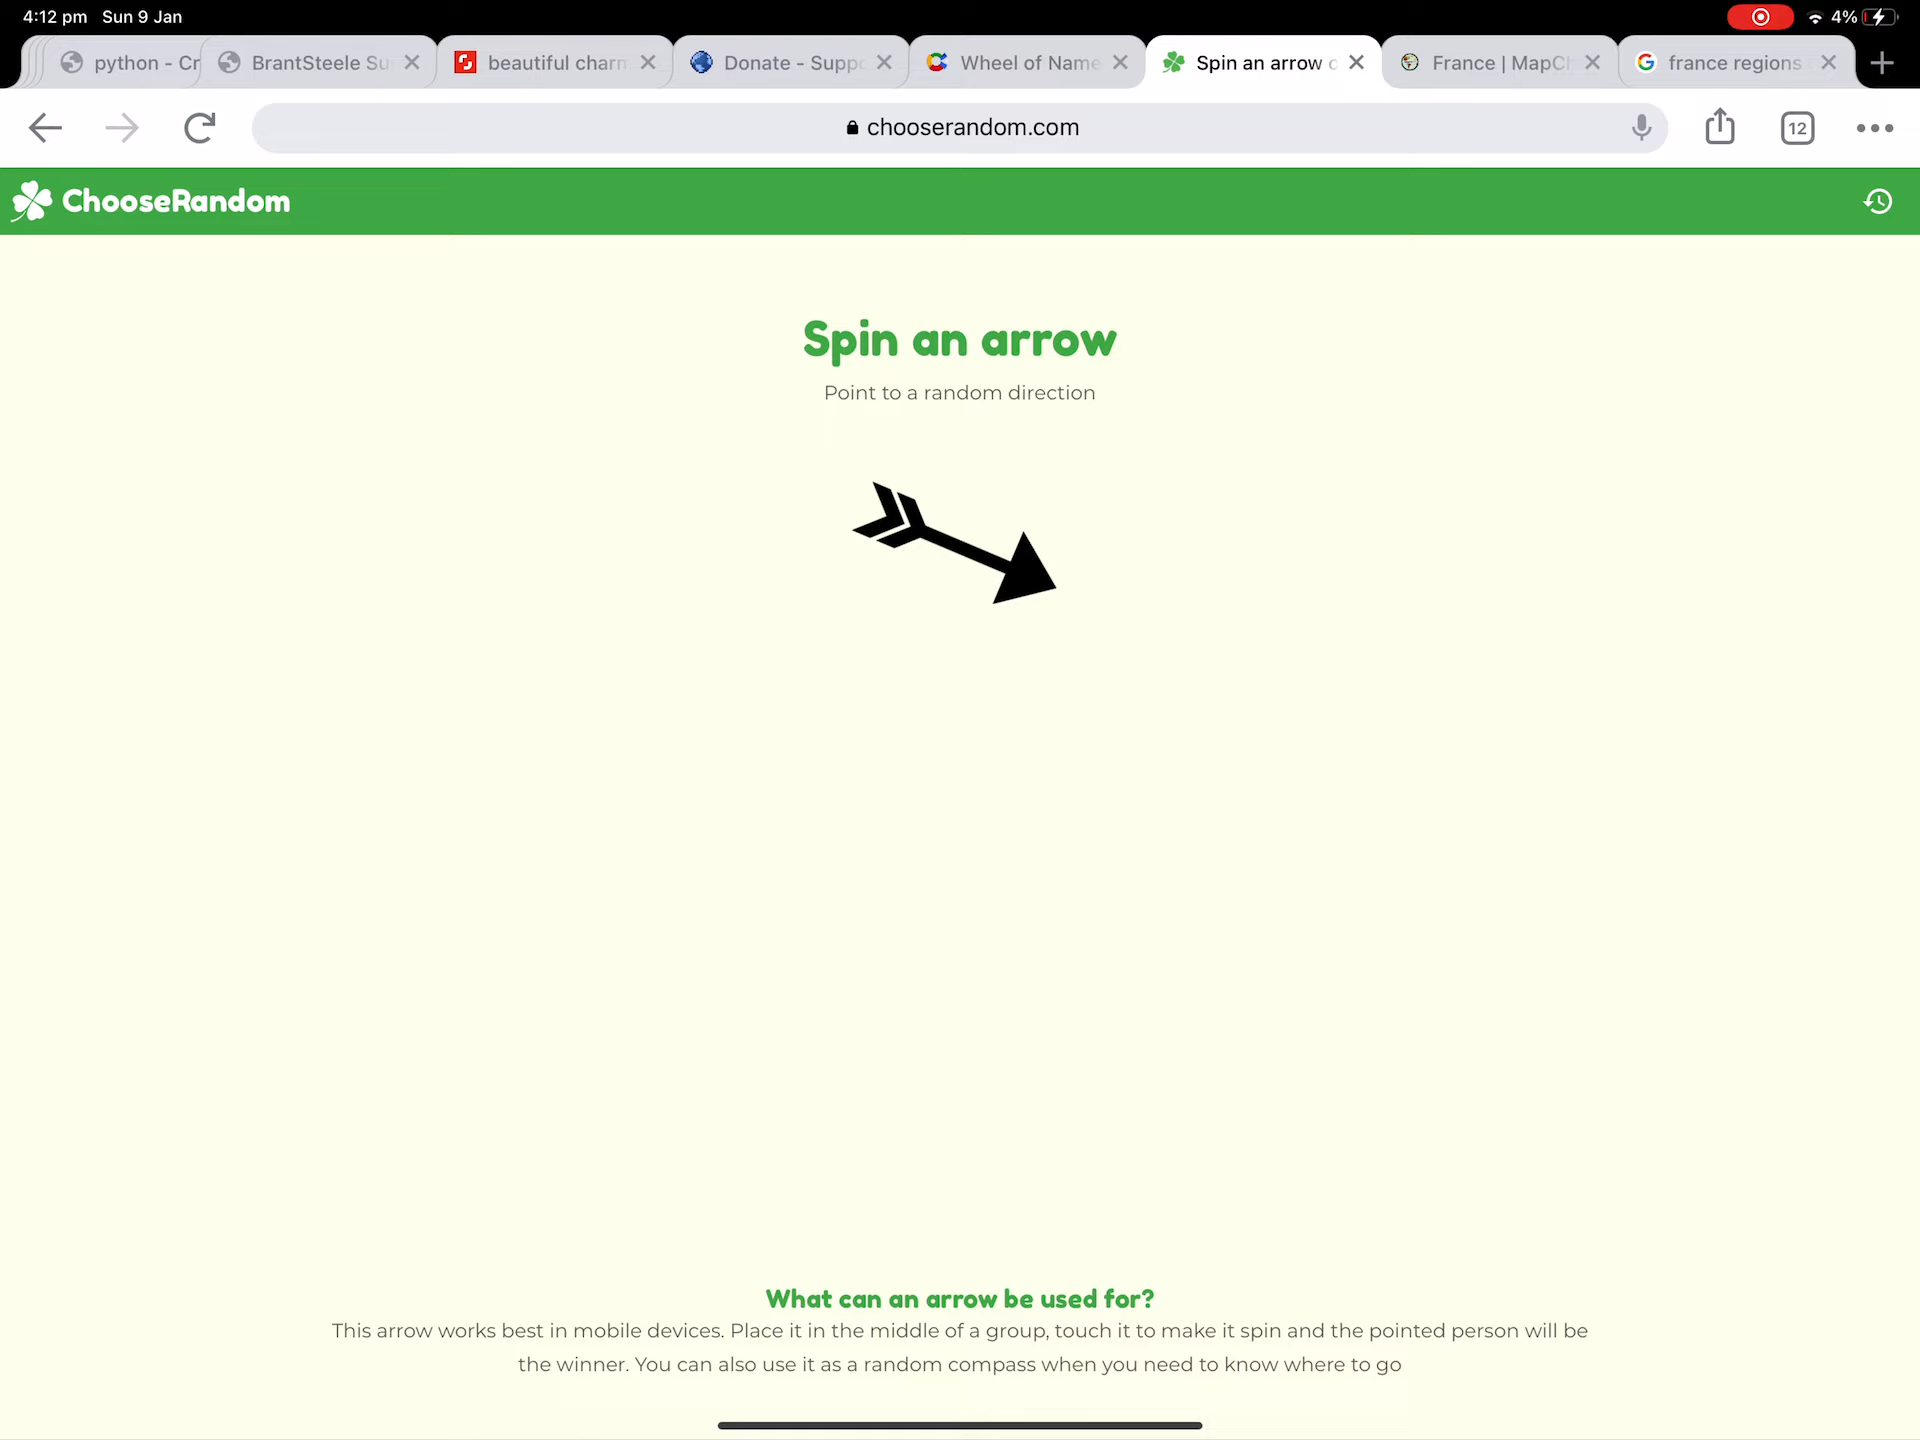 4:12 pm Sun 9 Jan
4%
python - Cr
BrantSteele Su
beautiful charm
Donate - Suppo
Wheel of Name
Spin an arrow
France | MapCh
france regions
chooserandom.com
12
ChooseRandom
Spin an arrow
Point to a random direction
What can an arrow be used for?
This arrow works best in mobile devices. Place it in the middle of a group, touch it to make it spin and the pointed person will be
the winner. You can also use it as a random compass when you need to know where to go